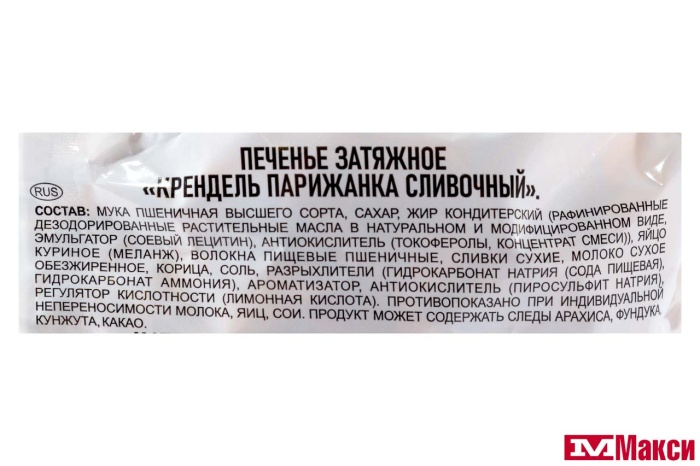 ПЕЧЕНЬЕ ЗАТЯЖНОЕ
«КРЕНДЕЛЬ ПАРИЖАНКА СЛИВОЧНЫЙ».
RUS
СОСТАВ: МУКА ПШЕНИЧНАЯ ВЫСШЕГО СОРТА, САХАР, ЖИР КОНДИТЕРСКИЙ (РАФИНИРОВАННЫЕ
ДЕЗОДОРИРОВАННЫЕ РАСТИТЕЛЬНЫЕ МАСЛА В НАТУРАЛЬНОМ И МОДИФИЦИРОВАННОМ ВИДЕ,
ЭМУЛЬГАТОР (СОЕВЫЙ ЛЕЦИТИН), АНТИОКИСЛИТЕЛЬ (ТОКОФЕРОЛЫ, КОНЦЕНТРАТ СМЕСИ)), ЯЙЦО
КУРИНОЕ (МЕЛАНЖ), ВОЛОКНА ПИЩЕВЫЕ ПШЕНИЧНЫЕ, СЛИВКИ СУХИЕ, МОЛОКО СУХОЕ
ОБЕЗЖИРЕННОЕ, КОРИЦА, СОЛЬ, РАЗРЫХЛИТЕЛИ (ГИДРОКАРБОНАТ НАТРИЯ (СОДА ПИЩЕВАЯ),
ГИДРОКАРБОНАТ АММОНИЯ), АРОМАТИЗАТОР, АНТИОКИСЛИТЕЛЬ (ПИРОСУЛЬФИТ НАТРИЯ),
РЕГУЛЯТОР КИСЛОТНОСТИ (ЛИМОННАЯ КИСЛОТА). ПРОТИВОПОКАЗАНО ПРИ ИНДИВИДУАЛЬНОЙ
НЕПЕРЕНОСИМОСТИ МОЛОКА, ЯИЦ, СОИ. ПРОДУКТ МОЖЕТ СОДЕРЖАТЬ СЛЕДЫ АРАХИСА, ФУНДУКА
КУНЖУТА, КАКАО.
Макси